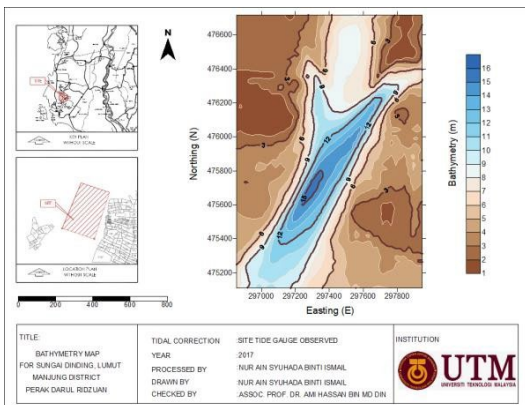 SITE PLAN
WITHOUT SCALE
LOCATION PLAN
WITHOUT SCALE
SITE
N
Northing (N)
476600
476400
476200
476000
475800
475600
475400
475200
297000 297200 297400 297600 297800
Easting (E)
Bathymetry (m)
16
15
14
13
12
11
10
9
8
7
6
5
4
3
2
1
0 200 400 600 800
TITLE:
BATHYMETRY MAP
FOR SUNGAI DINDING, LUMUT
MANJUNG DISTRICT
PERAK DARUL RIDZUAN
TIDAL CORRECTION SITE TIDE GAUGE OBSERVED
YEAR 2017
PROCESSED BY NUR AIN SYUHADA BINTI ISMAIL
DRAWN BY NUR AIN SYUHADA BINTI ISMAIL
CHECKED BY ASSOC PROF. DR. AMI HASSAN BIN MD DIN
INSTITUTION
UTM
UNIVERSITI TEKNOLOGI MALAYSIA